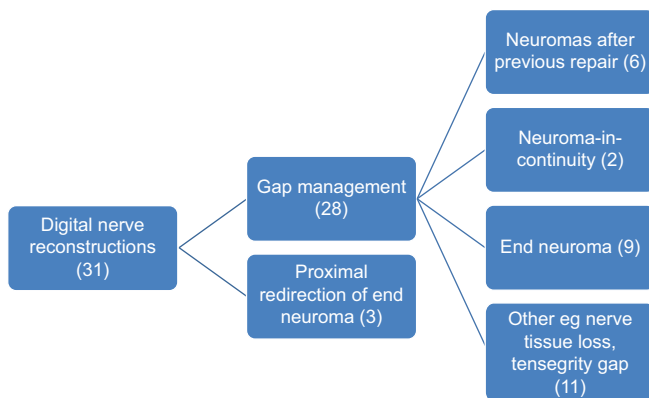 Digital nerve
reconstructions
(31)
Gap management
(28)
Proximal
redirection of end
neuroma (3)
Neuromas after
previous repair (6)
Neuroma-in-
continuity (2)
End neuroma (9)
Other eg nerve
tissue loss,
tensegrity gap
(11)